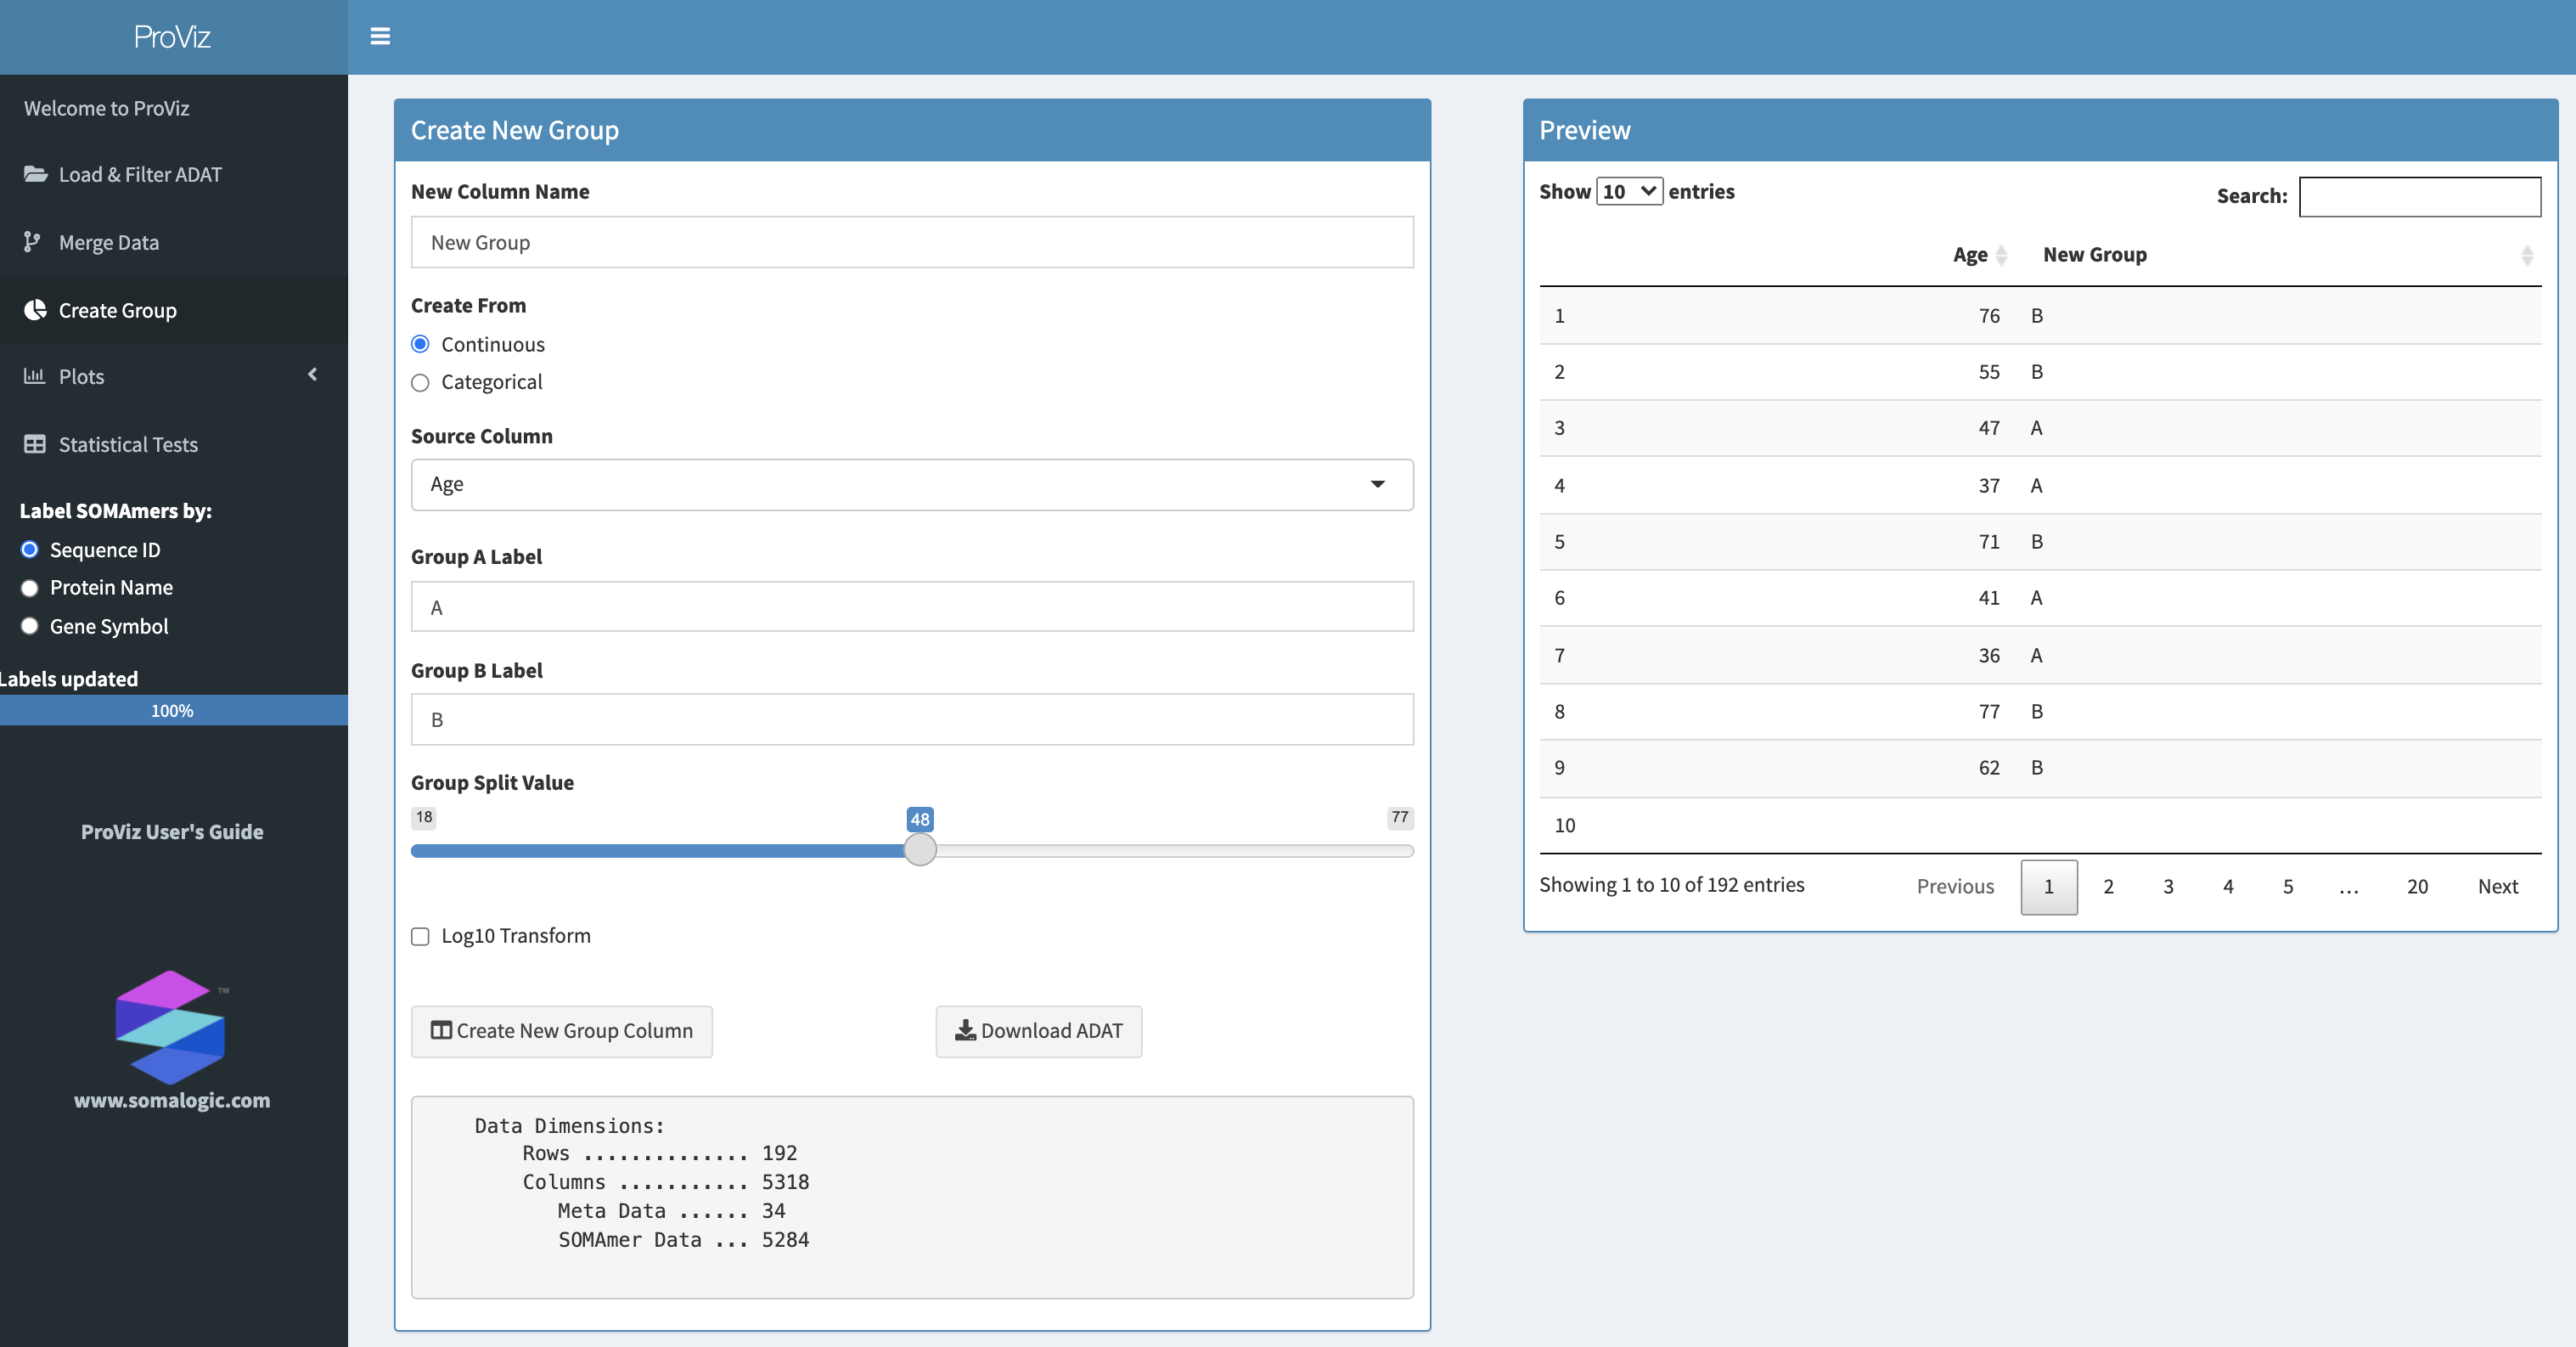 ProViz
Welcome to ProViz
Load & Filter ADAT
Merge Data
Create Group
Plots
Statistical Tests
Label SOMAmers by:
Sequence ID
Protein Name
Gene Symbol
Labels updated
100%
ProViz User's Guide
TM
www.somalogic.com
Create New Group
New Column Name
New Group
Create From
Continuous
Categorical
Source Column
Age
Group A Label
A
Group B Label
B
Group Split Value
18 48 77
Log10 Transform
Create New Group Column Download ADAT
Data Dimensions:
Rows .............. 192
Columns ........... 5318
Meta Data ...... 34
SOMAmer Data ... 5284
Preview
Show 10 entries Search:
Age New Group
1 76 B
2 55 B
3 47 A
4 37 A
5 71 B
6 41 A
7 36 A
8 77 B
9 62 B
10
Showing 1 to 10 of 192 entries Previous 1 2 3 4 5 ... 20 Next